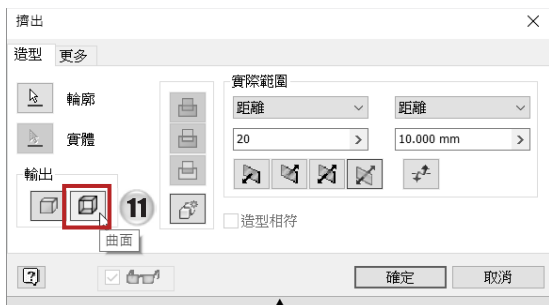 擠出
造型 更多
輪廓
實體
輸出
11
曲面
實際範圍
距離 距離
20 10.000 mm
造型相符
確定 取消